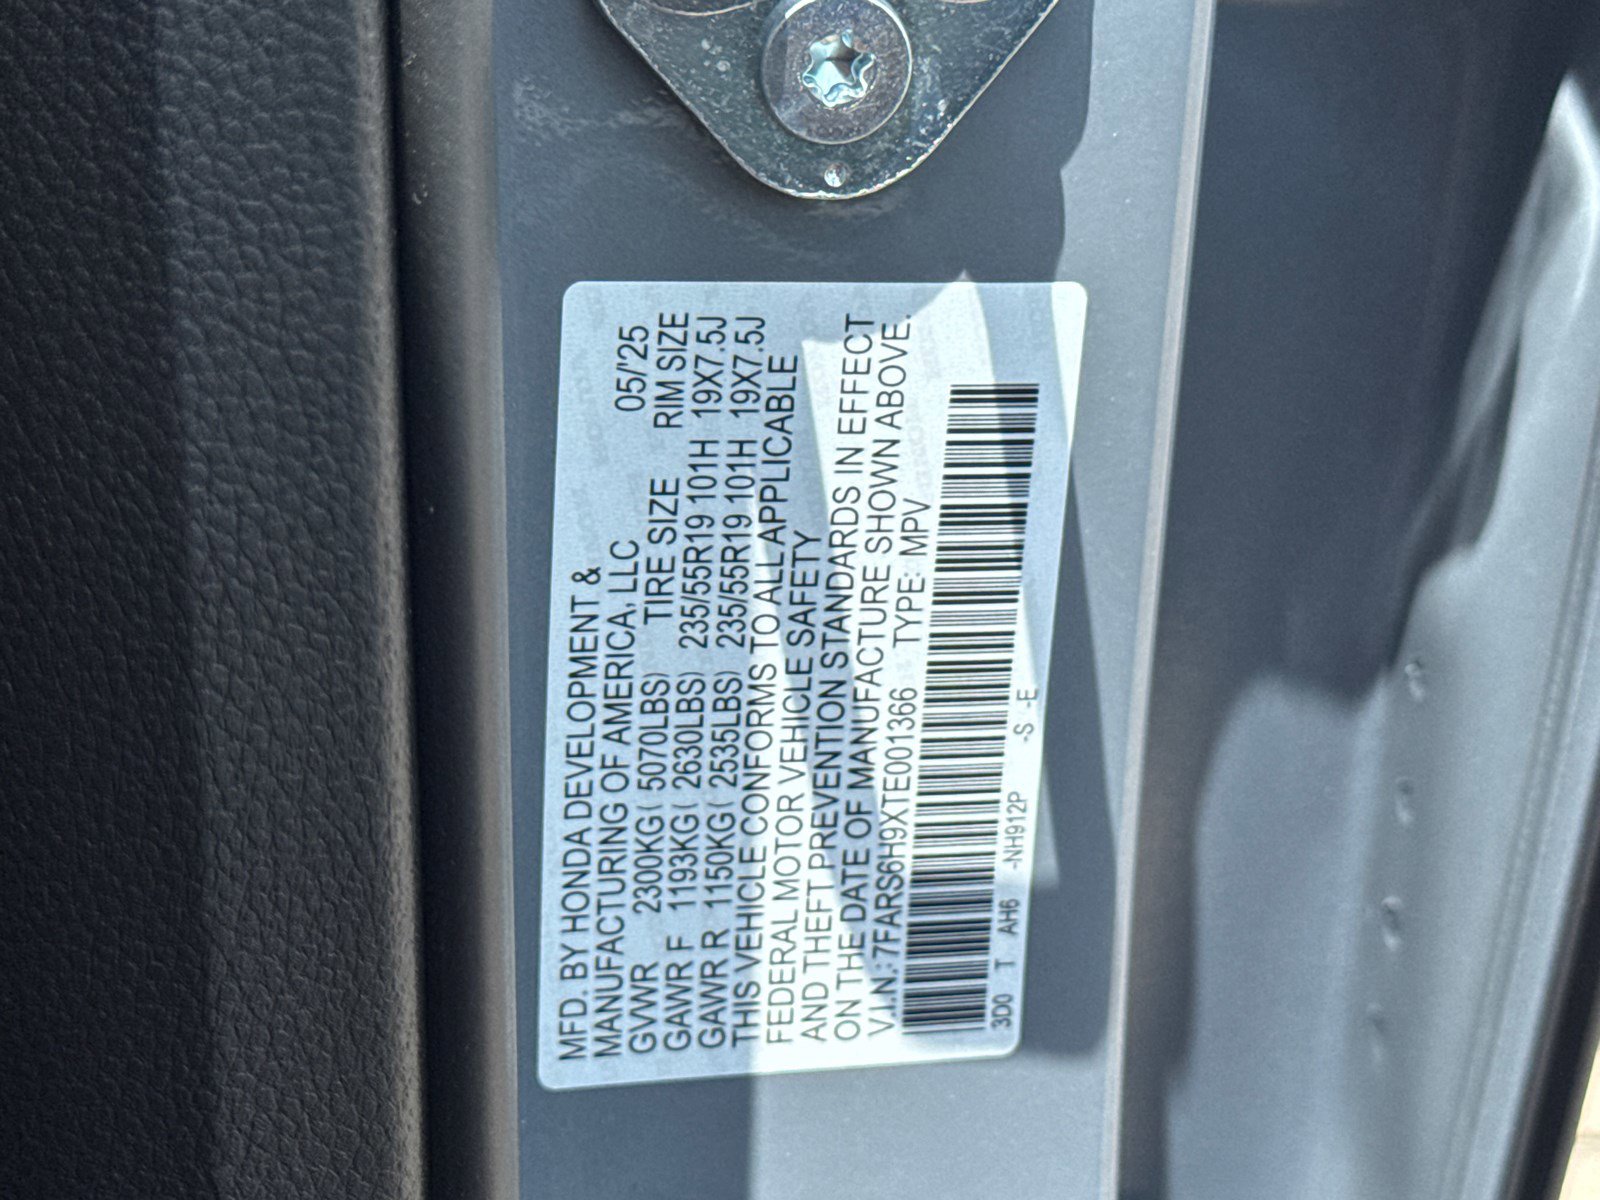 MFD. BY HONDA DEVELOPMENT &
MANUFACTURING OF AMERICA, LLC 05/'25
GVWR 2300KG( 5070LBS) TIRE SIZE RIM SIZE
GAWR F 1193KG( 2630LBS) 235/55R19 101H 19X7.5J
GAWR R 1150KG( 2535LBS) 235/55R19 101H 19X7.5J
THIS VEHICLE CONFORMS TO ALL APPLICABLE
FEDERAL MOTOR VEHICLE SAFETY
AND THEFT PREVENTION STANDARDS IN EFFECT
ON THE DATE OF MANUFACTURE SHOWN ABOVE.
V.I.N.: 7FARS6H9XTE001366 TYPE: MPV
3D0 T AH6 -NH912P -S -E